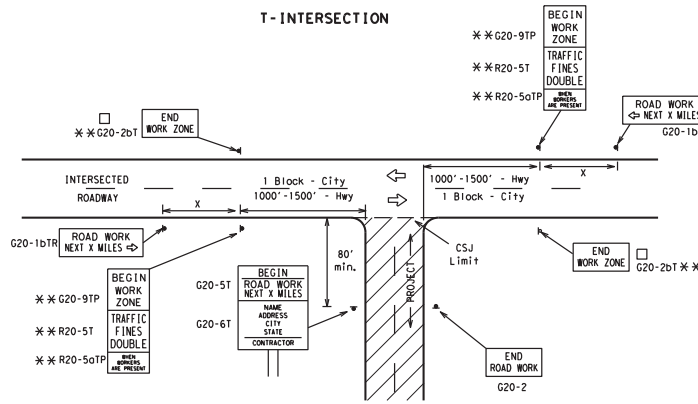 T-INTERSECTION
✶✶G20-9TP
BEGIN
WORK
ZONE
✶✶R20-5T
TRAFFIC
FINES
DOUBLE
✶✶R20-5aTP
WHEN
WORKERS
ARE PRESENT
□
✶✶G20-2bT
END
WORK ZONE
ROAD WORK
⇦ NEXT X MILES
G20-1b
INTERSECTED
ROADWAY
1 Block - City
1000'-1500' - Hwy
⇦
⇨
1000'-1500' - Hwy
1 Block - City
X
X
G20-1bTR
ROAD WORK
NEXT X MILES ⇨
80'
min.
CSJ
Limit
PROJECT
END
WORK ZONE
□
G20-2bT ✶✶
✶✶G20-9TP
BEGIN
WORK
ZONE
✶✶R20-5T
TRAFFIC
FINES
DOUBLE
✶✶R20-5aTP
WHEN
WORKERS
ARE PRESENT
G20-5T
BEGIN
ROAD WORK
NEXT X MILES
G20-6T
NAME
ADDRESS
CITY
STATE
CONTRACTOR
END
ROAD WORK
G20-2